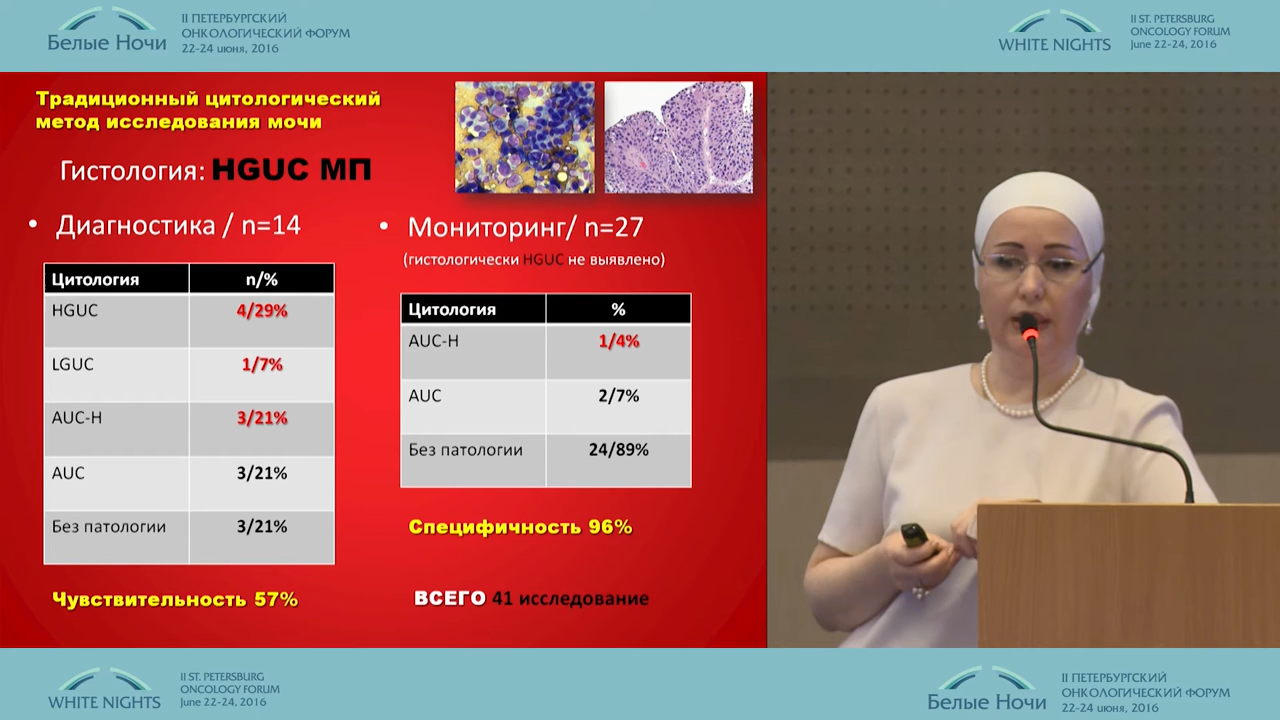 II ПЕТЕРБУРГСКИЙ
ОНКОЛОГИЧЕСКИЙ ФОРУМ
22-24 июня, 2016
Белые Ночи
II ST. PETERSBURG
ONCOLOGY FORUM
June 22-24, 2016
WHITE NIGHTS
Традиционный цитологический
метод исследования мочи
Гистология: HGUC МП
• Диагностика / n=14
Цитология n/%
HGUC 4/29%
LGUC 1/7%
AUC-H 3/21%
AUC 3/21%
Без патологии 3/21%
Чувствительность 57%
• Мониторинг/ n=27
(гистологически HGUC не выявлено)
Цитология %
AUC-H 1/4%
AUC 2/7%
Без патологии 24/89%
Специфичность 96%
ВСЕГО 41 исследование
WHITE NIGHTS
II ST. PETERSBURG
ONCOLOGY FORUM
June 22-24, 2016
Белые Ночи
II ПЕТЕРБУРГСКИЙ
ОНКОЛОГИЧЕСКИЙ ФОРУМ
22-24 июня, 2016